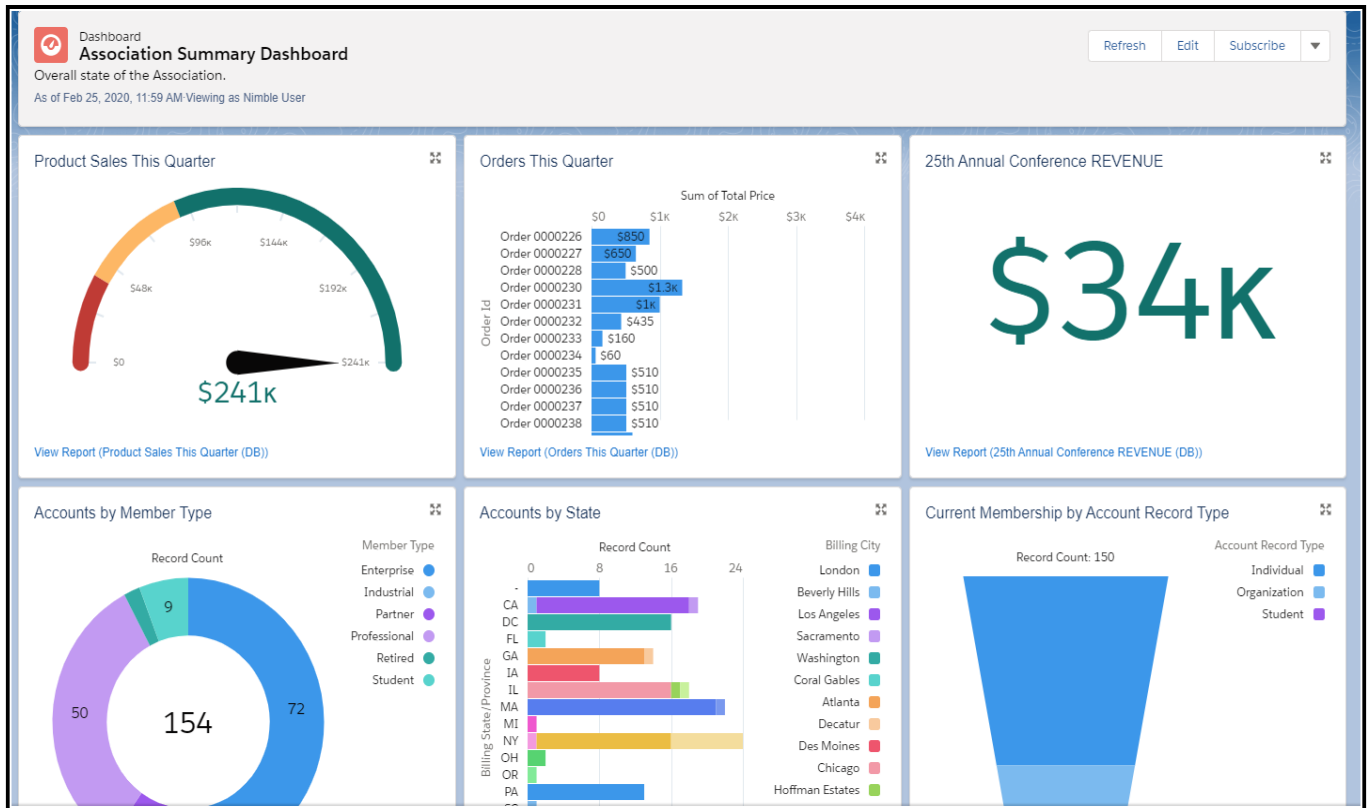 Dashboard
Association Summary Dashboard
Overall state of the Association.
As of Feb 25, 2020, 11:59 AM·Viewing as Nimble User
Refresh Edit Subscribe
Product Sales This Quarter
$0
$48K
$96K
$144K
$192K
$241K
$241K
View Report (Product Sales This Quarter (DB))
Orders This Quarter
Sum of Total Price
$0 $1K $2K $3K $4K
Order Id
Order 0000226 $850
Order 0000227 $650
Order 0000228 $500
Order 0000230 $1.3K
Order 0000231 $1K
Order 0000232 $435
Order 0000233 $160
Order 0000234 $60
Order 0000235 $510
Order 0000236 $510
Order 0000237 $510
Order 0000238 $510
View Report (Orders This Quarter (DB))
25th Annual Conference REVENUE
$34K
View Report (25th Annual Conference REVENUE (DB))
Accounts by Member Type
Record Count
Member Type
Enterprise
Industrial
Partner
Professional
Retired
Student
9
50
154
72
Accounts by State
Record Count
0 8 16 24
Billing State/Province
-
CA
DC
FL
GA
IA
IL
MA
MI
NY
OH
OR
PA
Billing City
London
Beverly Hills
Los Angeles
Sacramento
Washington
Coral Gables
Atlanta
Decatur
Des Moines
Chicago
Hoffman Estates
Current Membership by Account Record Type
Record Count: 150
Account Record Type
Individual
Organization
Student